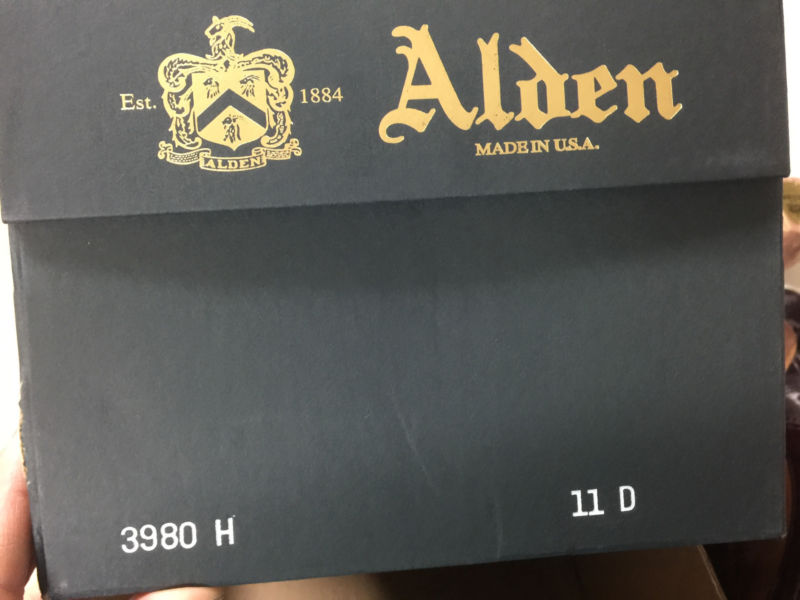 Est. 1884
ALDEN
Alden
MADE IN U.S.A.
3980 H
11 D